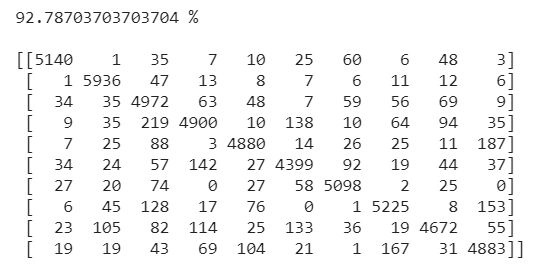 92.78703703703704 %
[[5140 1 35 7 10 25 60 6 48 3]
[ 1 5936 47 13 8 7 6 11 12 6]
[ 34 35 4972 63 48 7 59 56 69 9]
[ 9 35 219 4900 10 138 10 64 94 35]
[ 7 25 88 3 4880 14 26 25 11 187]
[ 34 24 57 142 27 4399 92 19 44 37]
[ 27 20 74 0 27 58 5098 2 25 0]
[ 6 45 128 17 76 0 1 5225 8 153]
[ 23 105 82 114 25 133 36 19 4672 55]
[ 19 19 43 69 104 21 1 167 31 4883]]